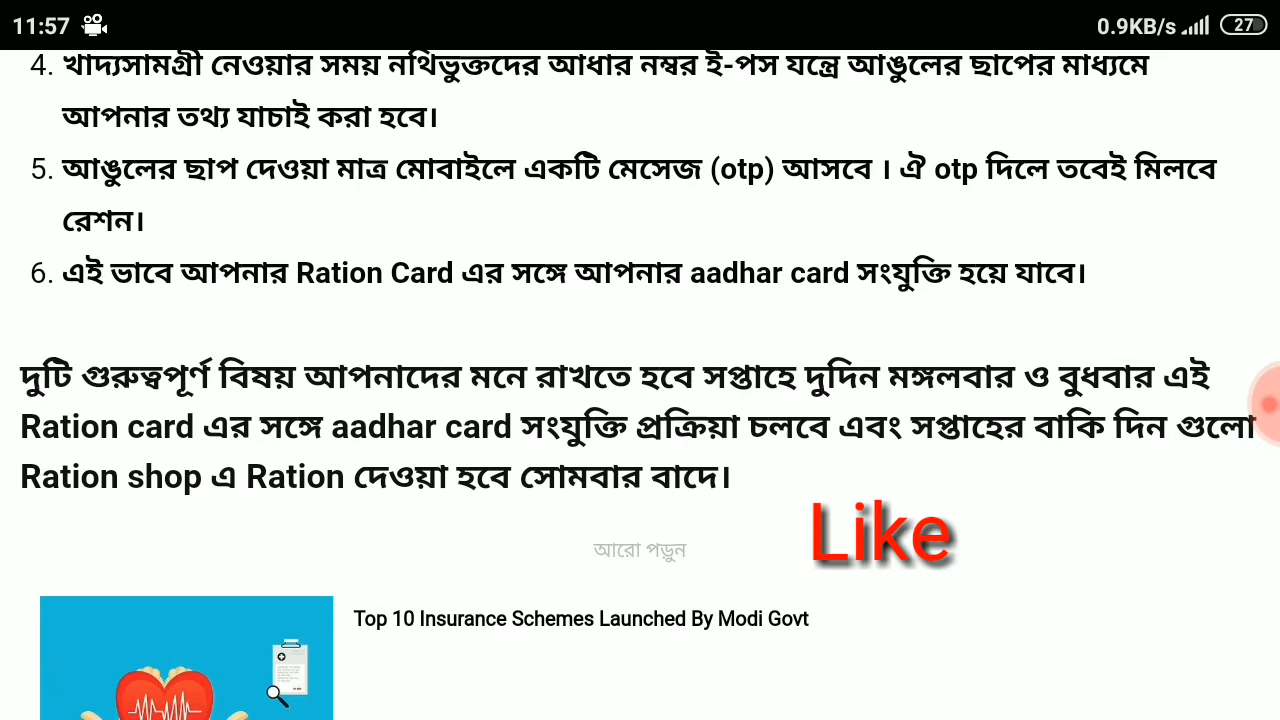 11:57
0.9KB/s
27
4. খাদ্যসামগ্রী নেওয়ার সময় নথিভুক্তদের আধার নম্বর ই-পস যন্ত্রে আঙুলের ছাপের মাধ্যমে
আপনার তথ্য যাচাই করা হবে।
5. আঙুলের ছাপ দেওয়া মাত্র মোবাইলে একটি মেসেজ (otp) আসবে । ঐ otp দিলে তবেই মিলবে
রেশন।
6. এই ভাবে আপনার Ration Card এর সঙ্গে আপনার aadhar card সংযুক্তি হয়ে যাবে।
দুটি গুরুত্বপূর্ণ বিষয় আপনাদের মনে রাখতে হবে সপ্তাহে দুদিন মঙ্গলবার ও বুধবার এই
Ration card এর সঙ্গে aadhar card সংযুক্তি প্রক্রিয়া চলবে এবং সপ্তাহের বাকি দিন গুলো
Ration shop এ Ration দেওয়া হবে সোমবার বাদে।
Like
আরো পড়ুন
Top 10 Insurance Schemes Launched By Modi Govt